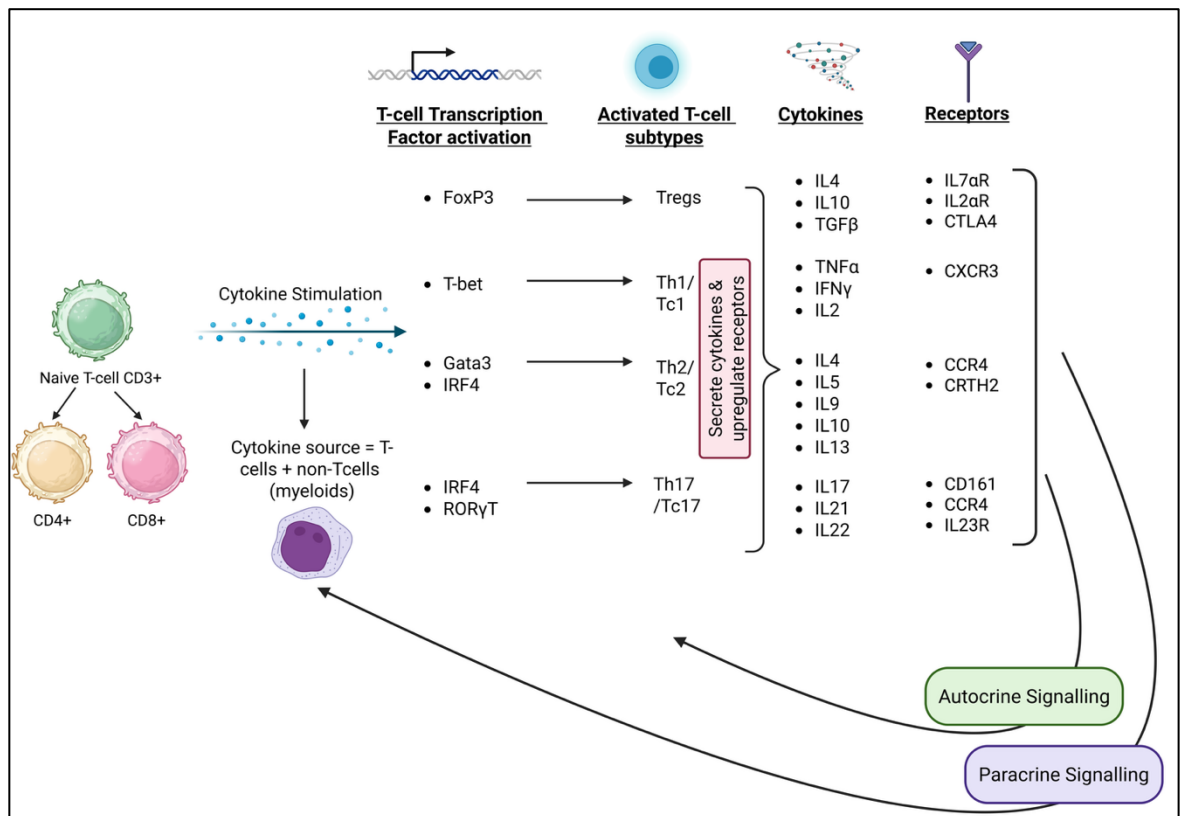 T-cell Transcription
Factor activation
Activated T-cell
subtypes
Cytokines
Receptors
Naive T-cell CD3+
CD4+
CD8+
Cytokine Stimulation
Cytokine source = T-
cells + non-Tcells
(myeloids)
• FoxP3
Tregs
• IL4
• IL10
• TGFβ
• IL7αR
• IL2αR
• CTLA4
• T-bet
Th1/
Tc1
• TNFα
• IFNγ
• IL2
• CXCR3
• Gata3
• IRF4
Th2/
Tc2
• IL4
• IL5
• IL9
• IL10
• IL13
• CCR4
• CRTH2
• IRF4
• RORγT
Th17
/Tc17
• IL17
• IL21
• IL22
• CD161
• CCR4
• IL23R
Secrete cytokines &
upregulate receptors
Autocrine Signalling
Paracrine Signalling